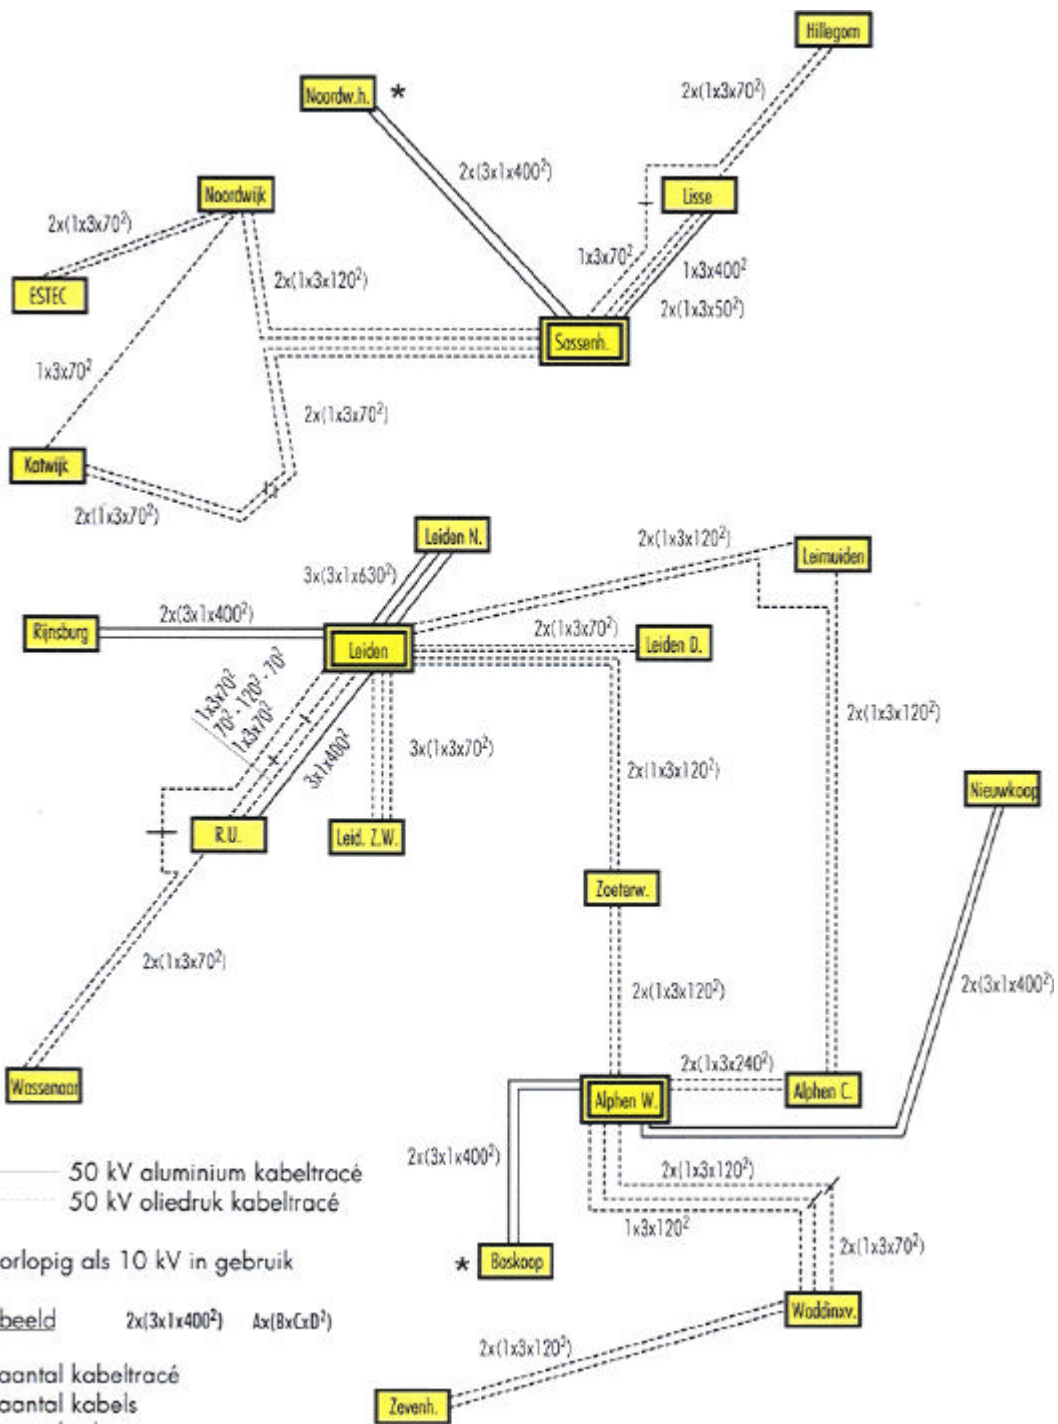 Hillegom
Noordw.h. *
2x(1x3x70²)
2x(3x1x400²)
Noordwijk
Lisse
2x(1x3x70²)
1x3x70²
1x3x400²
2x(1x3x120²)
ESTEC
2x(1x3x50²)
Sassenh.
1x3x70²
2x(1x3x70²)
Katwijk
2x(1x3x70²)
Leiden N.
2x(1x3x120²)
Leimuiden
3x(3x1x630²)
2x(3x1x400²)
Rijnsburg
2x(1x3x70²)
Leiden D.
Leiden
1x3x70²
70² - 120² - 70²
1x3x70²
3x1x400²
3x(1x3x70²)
2x(1x3x120²)
2x(1x3x120²)
Nieuwkoop
R.U.
Leid. Z.W.
Zoeterw.
2x(1x3x70²)
2x(1x3x120²)
2x(3x1x400²)
2x(1x3x240²)
Wassenaar
Alphen W.
Alphen C.
2x(3x1x400²)
2x(1x3x120²)
50 kV aluminium kabeltracé
50 kV oliedruk kabeltracé
1x3x120²
2x(1x3x70²)
orlopig als 10 kV in gebruik
* Boskoop
beeld 2x(3x1x400²) Ax(BxCxD²)
Waddinxv.
2x(1x3x120²)
aantal kabeltracé
aantal kabels
Zevenh.